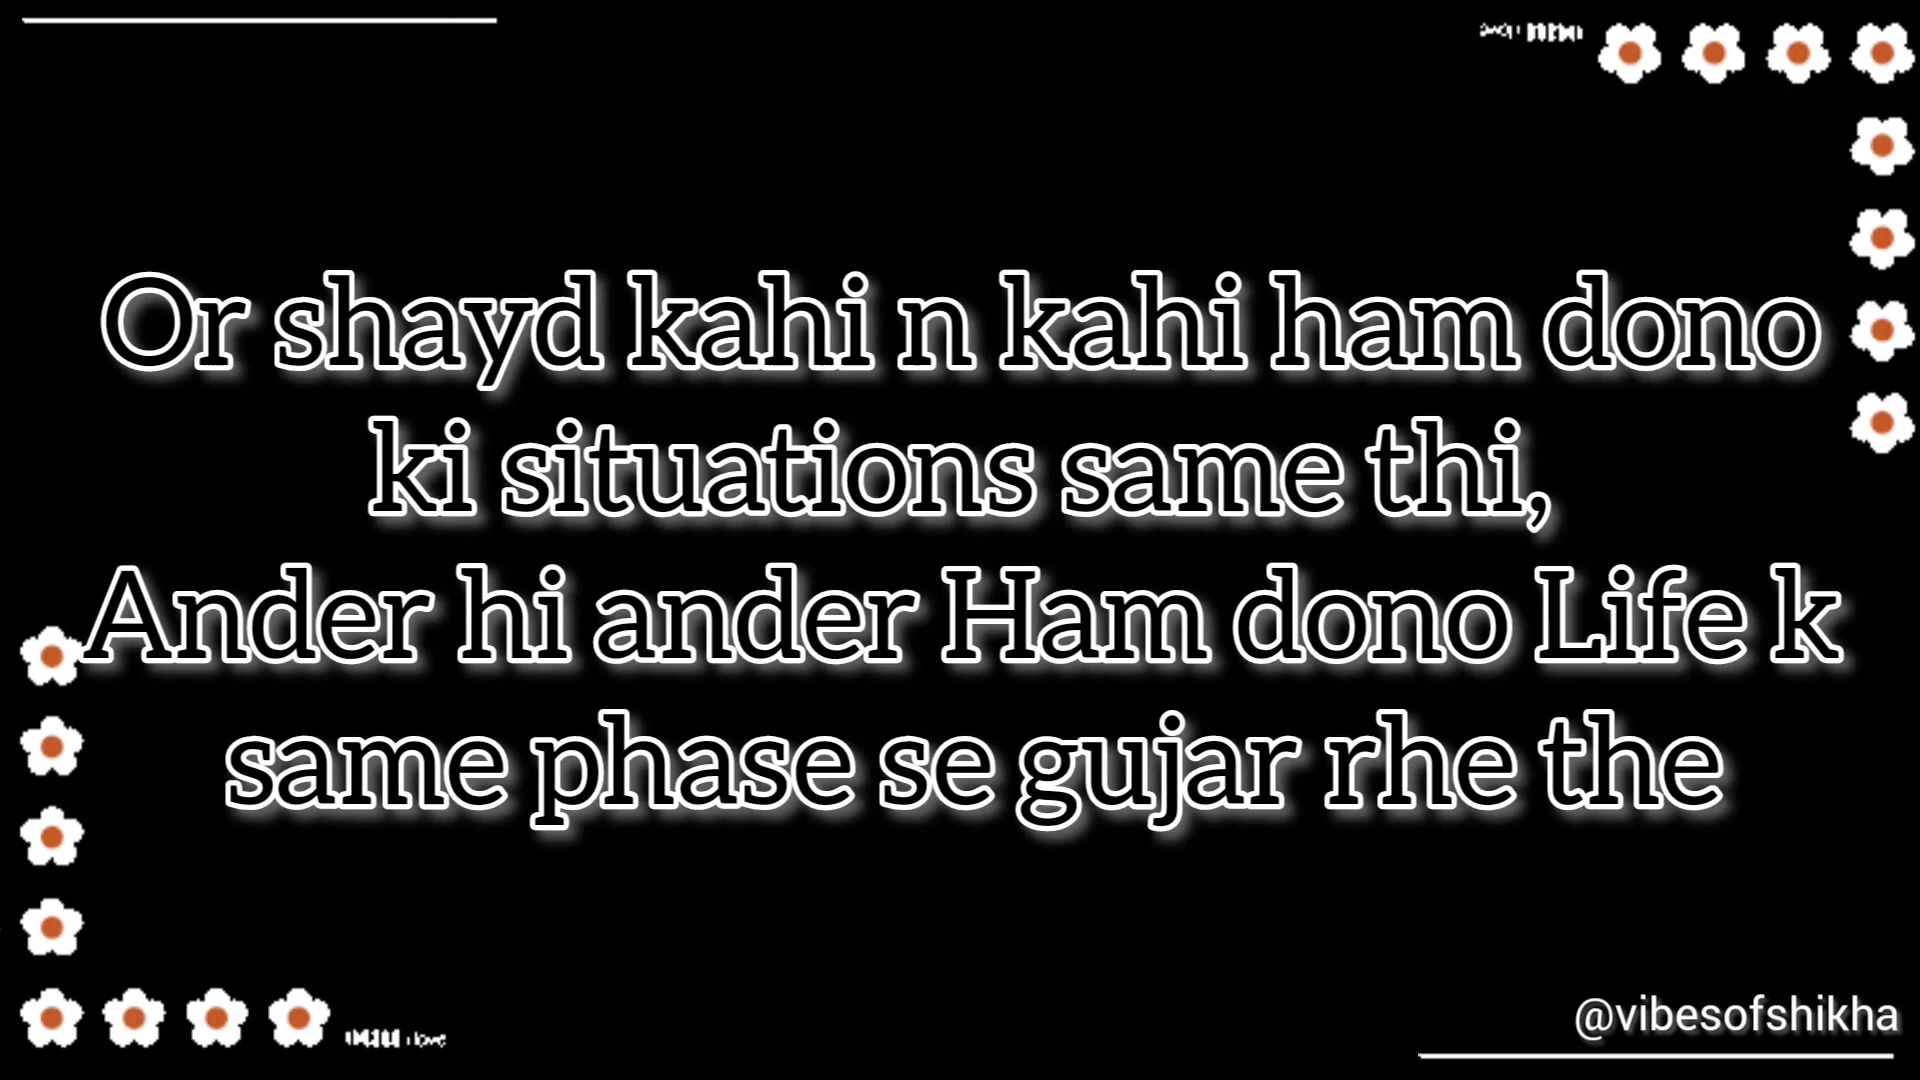 Or shayd kahi n kahi ham dono
ki situations same thi,
Ander hi ander Ham dono Life k
same phase se gujar rhe the
love
@vibesofshikha